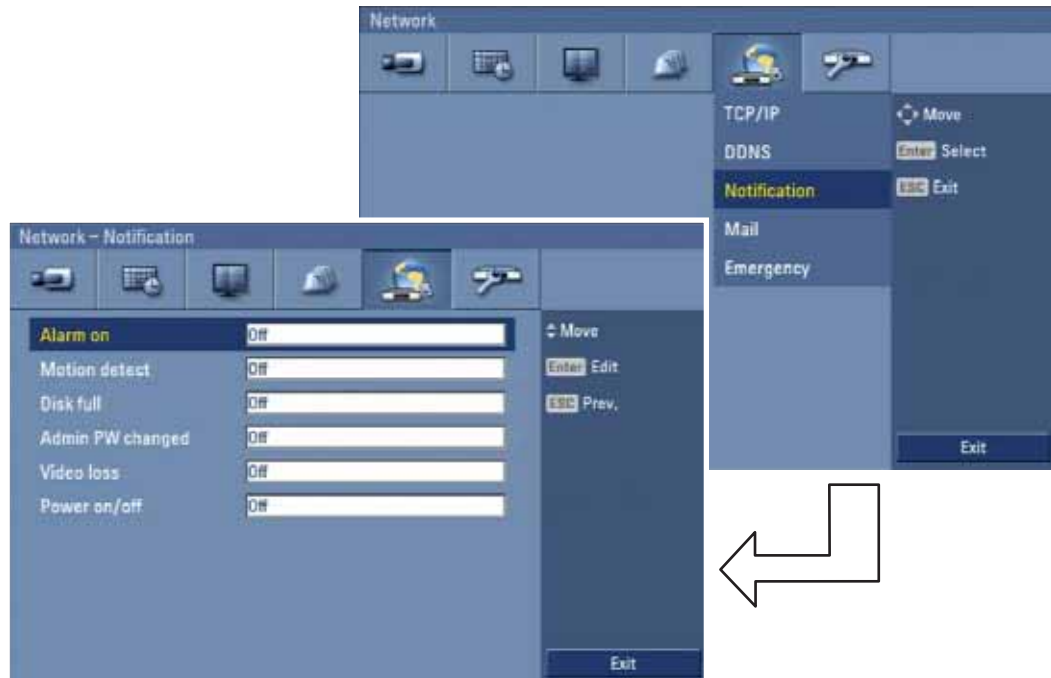 Network
TCP/IP
DDNS
Notification
Mail
Emergency
Move
Enter Select
ESC Exit
Exit
Network – Notification
Alarm on Off
Motion detect Off
Disk full Off
Admin PW changed Off
Video loss Off
Power on/off Off
Move
Enter Edit
ESC Prev,
Exit